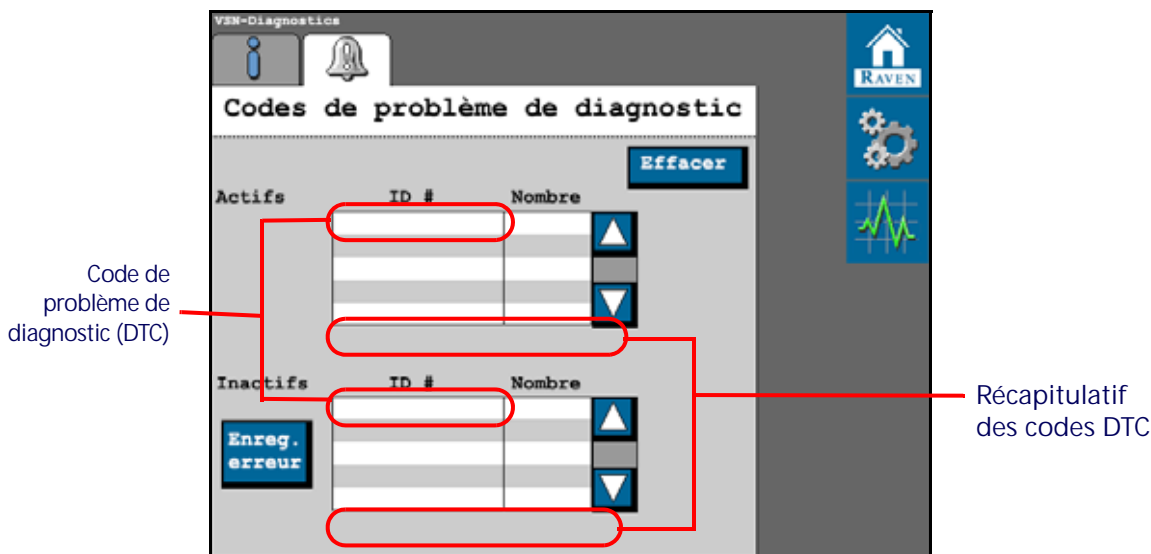 VSN-Diagnostics
RAVEN
Codes de problème de diagnostic
Effacer
Actifs ID # Nombre
Code de
problème de
diagnostic (DTC)
Inactifs ID # Nombre
Enreg.
erreur
Récapitulatif
des codes DTC